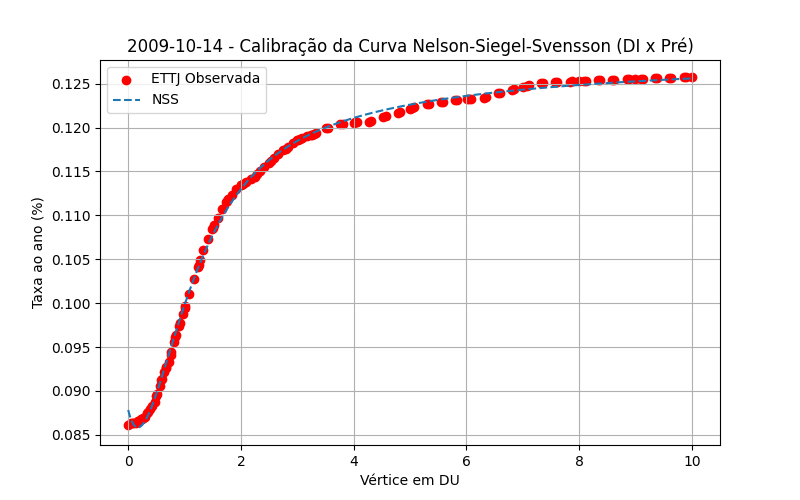 2009-10-14 - Calibração da Curva Nelson-Siegel-Svensson (DI x Pré)
ETTJ Observada
NSS
Taxa ao ano (%)
0.125
0.120
0.115
0.110
0.105
0.100
0.095
0.090
0.085
0 2 4 6 8 10
Vértice em DU